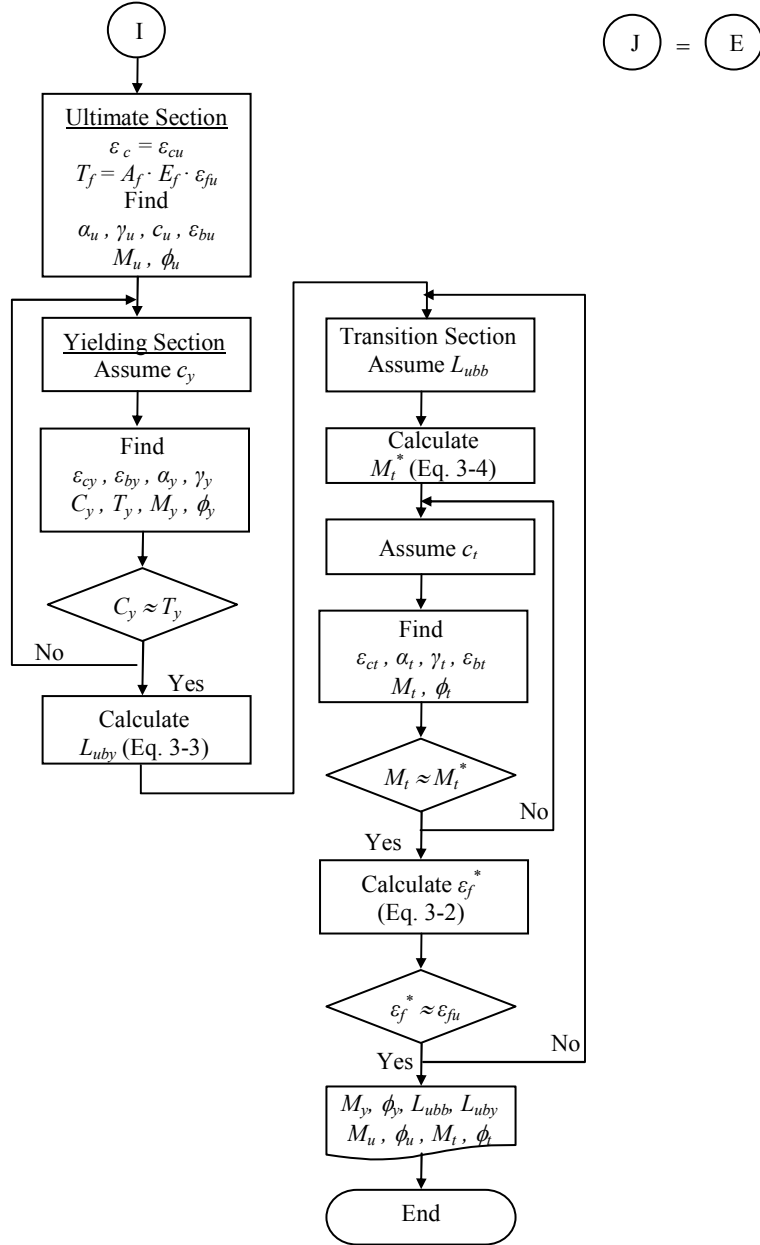 I
J = E
Ultimate Section
ε c = εcu
Tf = Af · Ef · εfu
Find
αu , γu , cu , εbu
Mu , ϕu
Yielding Section
Assume cy
Find
εcy , εby , αy , γy
Cy , Ty , My , ϕy
Cy ≈ Ty
No
Yes
Calculate
Luby (Eq. 3-3)
Transition Section
Assume Lubb
Calculate
Mt* (Eq. 3-4)
Assume ct
Find
εct , αt , γt , εbt
Mt , ϕt
Mt ≈ Mt*
No
Yes
Calculate εf*
(Eq. 3-2)
εf* ≈ εfu
No
Yes
My, ϕy, Lubb, Luby
Mu , ϕu , Mt , ϕt
End